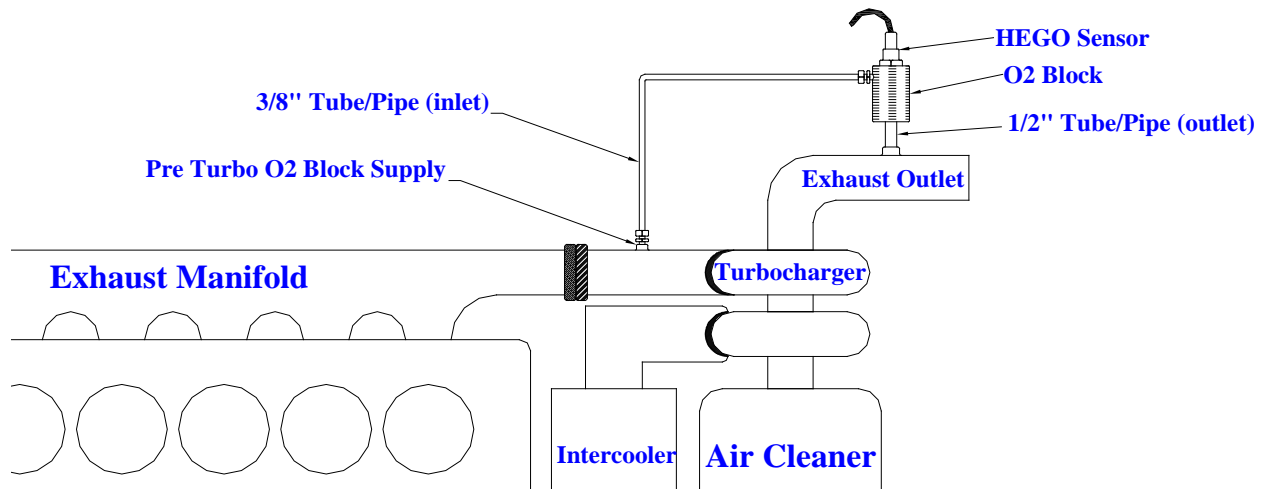 HEGO Sensor
O2 Block
3/8" Tube/Pipe (inlet)
1/2" Tube/Pipe (outlet)
Pre Turbo O2 Block Supply
Exhaust Outlet
Exhaust Manifold
Turbocharger
Intercooler
Air Cleaner